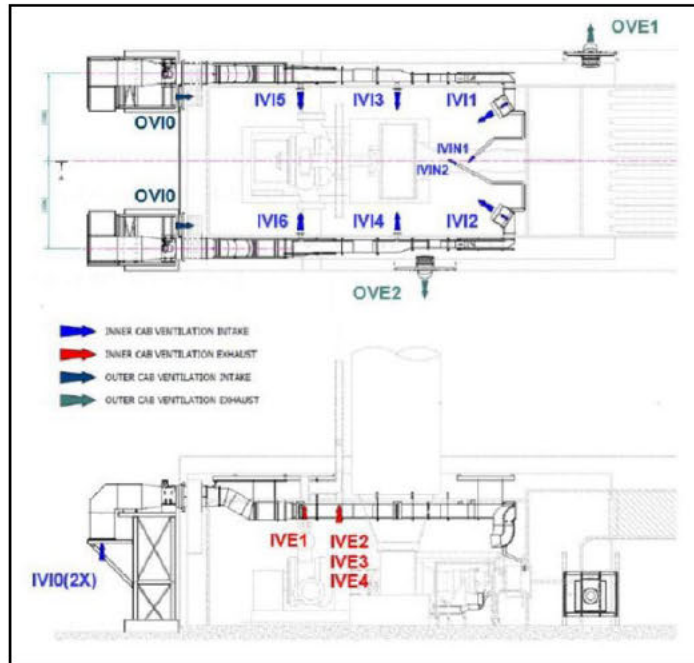 OVE1
IVI5 IVI3 IVI1
OVI0
IVIN1
IVIN2
OVI0
IVI6 IVI4 IVI2
OVE2
INNER CAB VENTILATION INTAKE
INNER CAB VENTILATION EXHAUST
OUTER CAB VENTILATION INTAKE
OUTER CAB VENTILATION EXHAUST
IVE1 IVE2
IVE3
IVE4
IVI0(2X)